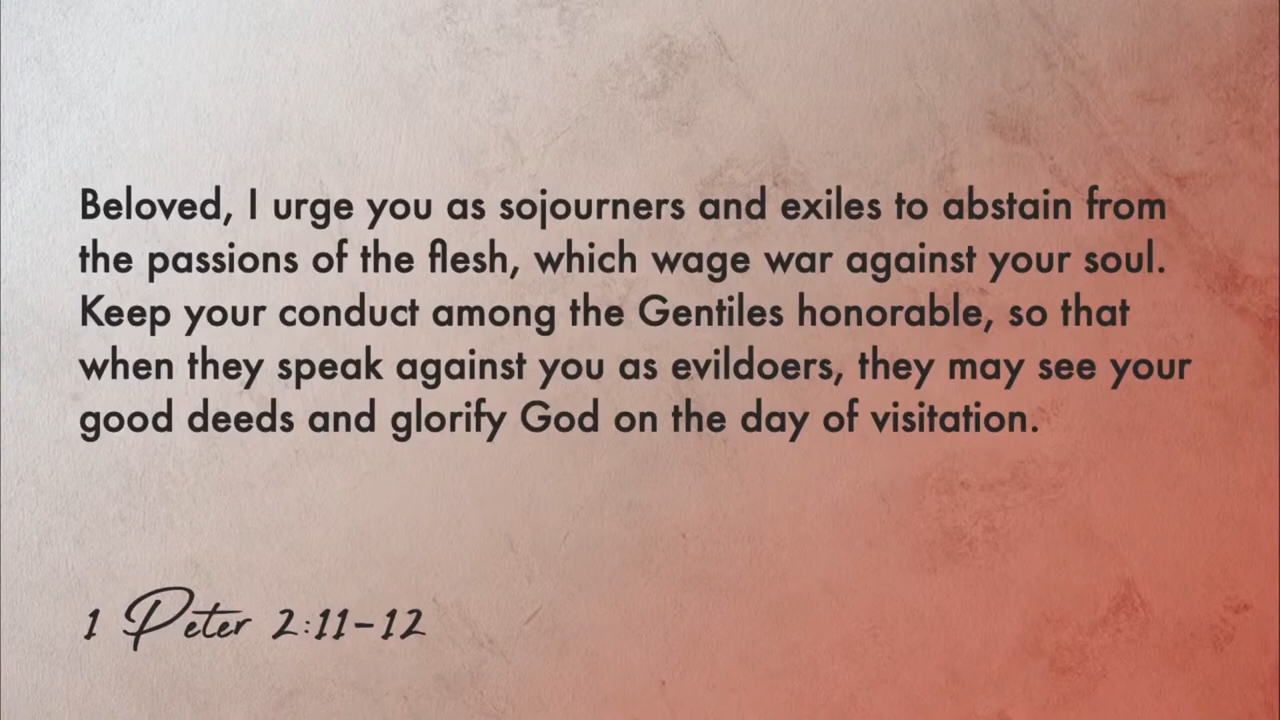 Beloved, I urge you as sojourners and exiles to abstain from
the passions of the flesh, which wage war against your soul.
Keep your conduct among the Gentiles honorable, so that
when they speak against you as evildoers, they may see your
good deeds and glorify God on the day of visitation.
1 Peter 2:11-12